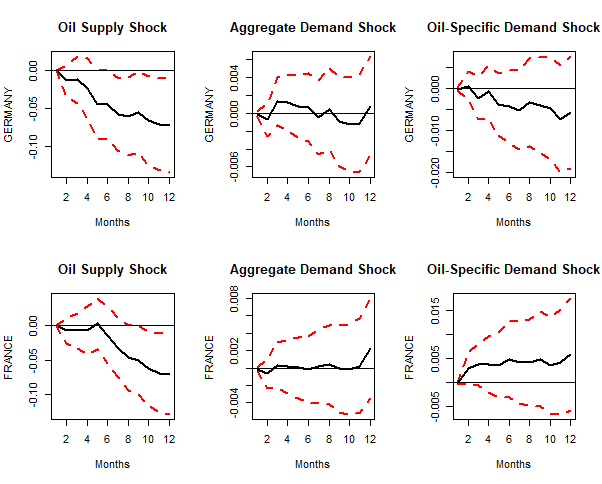 Oil Supply Shock
Aggregate Demand Shock
Oil-Specific Demand Shock
GERMANY
0.00
-0.05
-0.10
2 4 6 8 10 12
Months
GERMANY
0.004
0.000
-0.006
2 4 6 8 10 12
Months
GERMANY
0.000
-0.010
-0.020
2 4 6 8 10 12
Months
Oil Supply Shock
Aggregate Demand Shock
Oil-Specific Demand Shock
FRANCE
0.00
-0.05
-0.10
2 4 6 8 10 12
Months
FRANCE
0.008
0.002
-0.004
2 4 6 8 10 12
Months
FRANCE
0.015
0.005
-0.005
2 4 6 8 10 12
Months